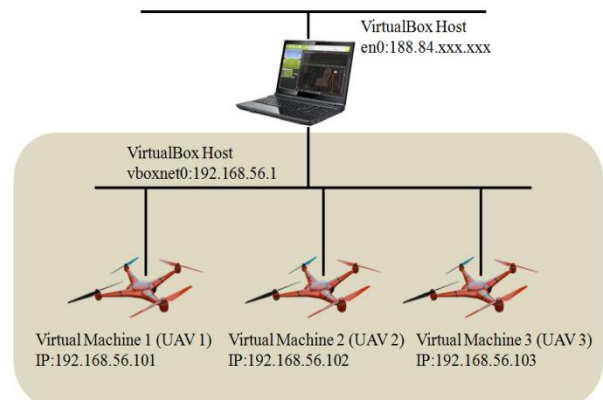 VirtualBox Host
en0:188.84.xxx.xxx
VirtualBox Host
vboxnet0:192.168.56.1
Virtual Machine 1 (UAV 1)
IP:192.168.56.101
Virtual Machine 2 (UAV 2)
IP:192.168.56.102
Virtual Machine 3 (UAV 3)
IP:192.168.56.103